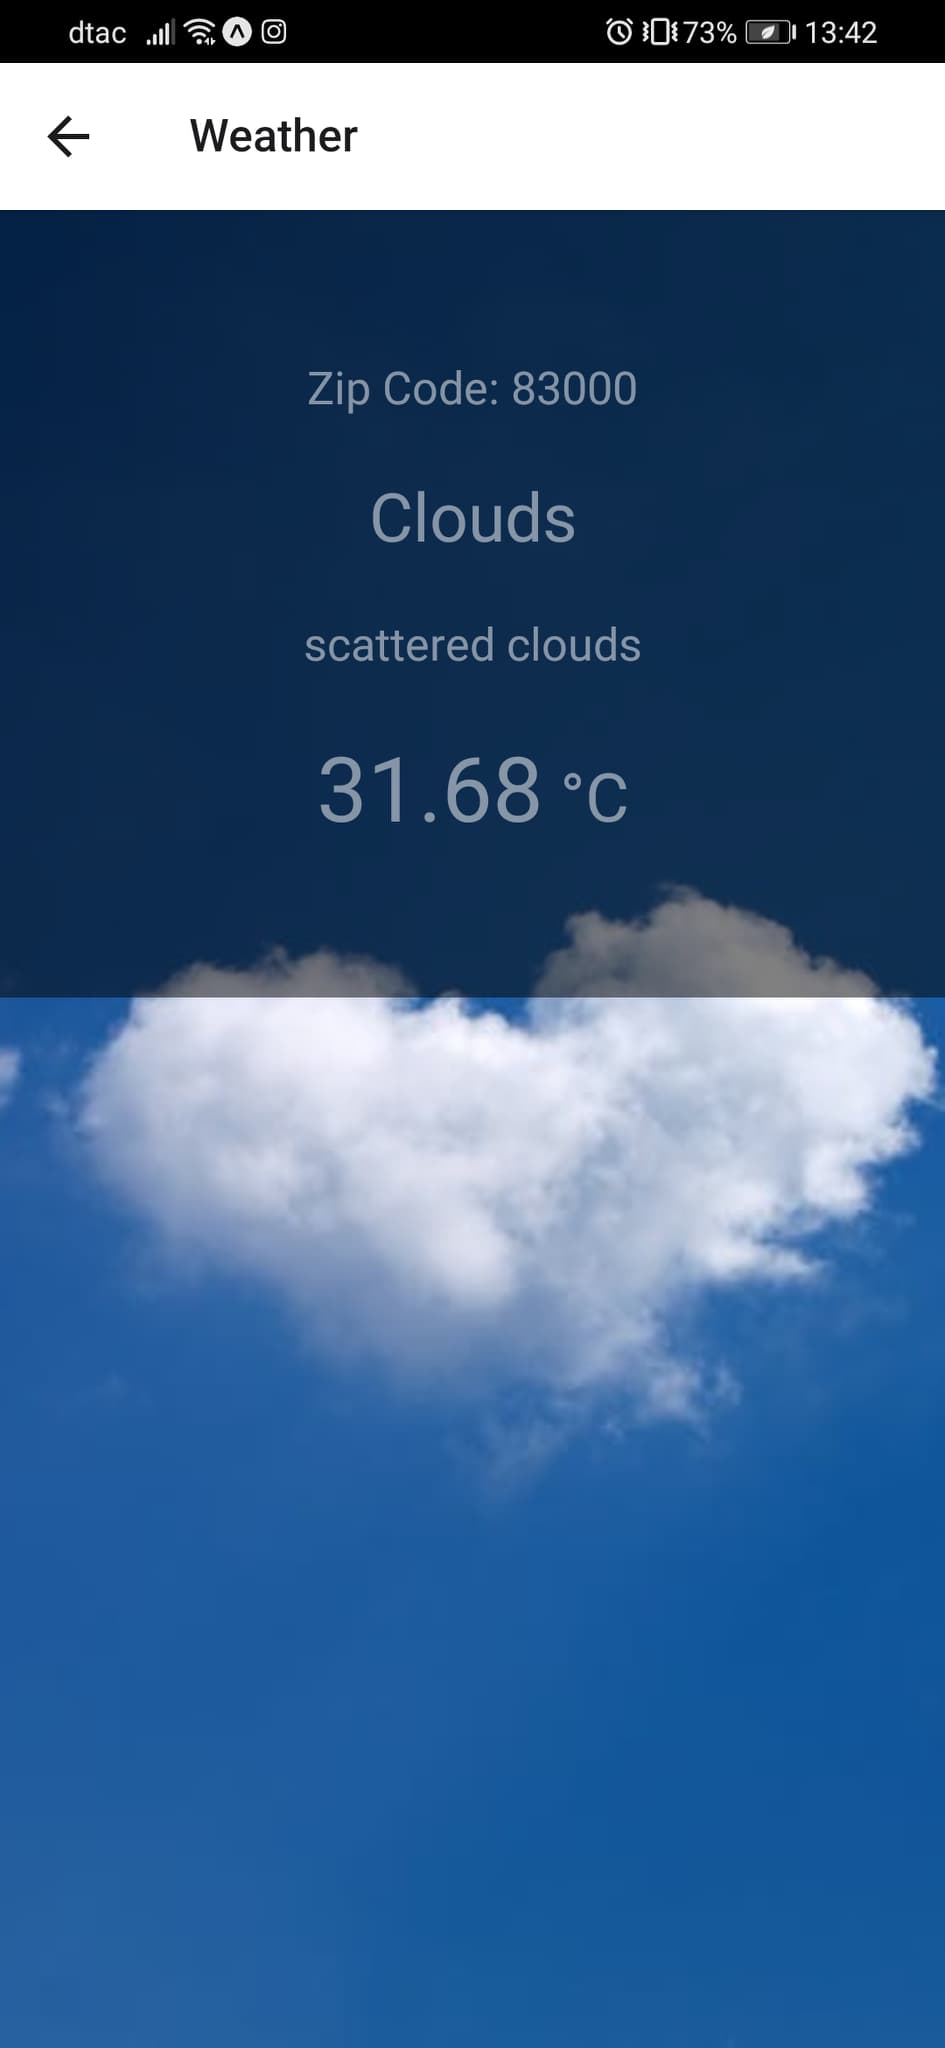 dtac 73% 13:42
Weather
Zip Code: 83000
Clouds
scattered clouds
31.68 °C